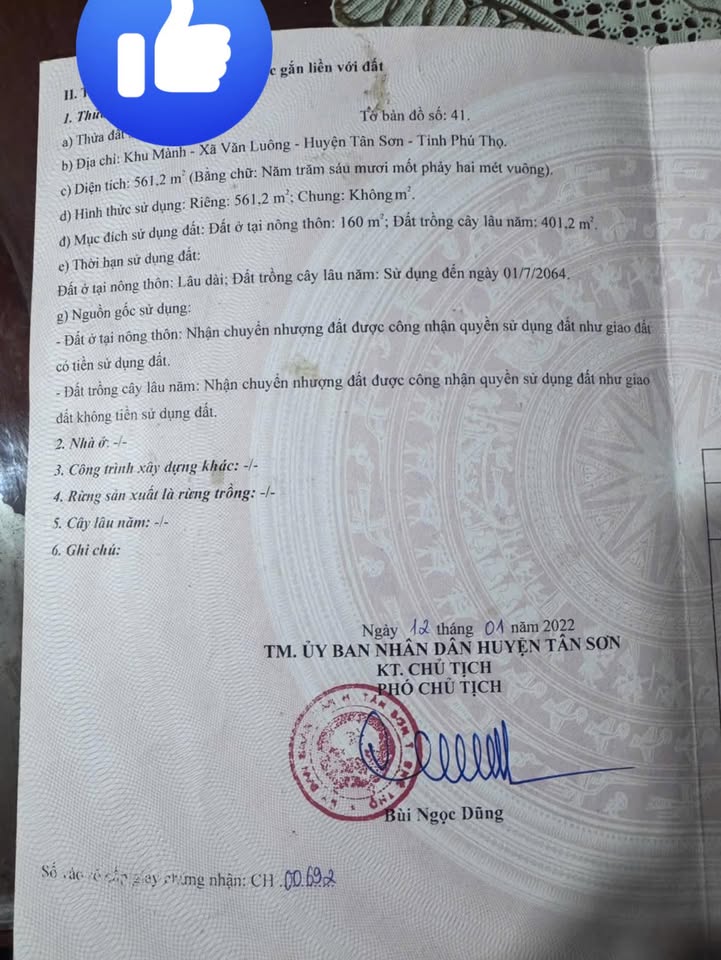 II. T
c gắn liền với đất
1. Thử
a) Thửa đất
Tờ bản đồ số: 41.
b) Địa chỉ: Khu Mành - Xã Văn Luông - Huyện Tân Sơn - Tỉnh Phú Thọ.
c) Diện tích: 561,2 m² (Bằng chữ: Năm trăm sáu mươi mốt phẩy hai mét vuông).
d) Hình thức sử dụng: Riêng: 561,2 m²; Chung: Không m².
đ) Mục đích sử dụng đất: Đất ở tại nông thôn: 160 m²; Đất trồng cây lâu năm: 401,2 m².
e) Thời hạn sử dụng đất:
Đất ở tại nông thôn: Lâu dài; Đất trồng cây lâu năm: Sử dụng đến ngày 01/7/2064.
g) Nguồn gốc sử dụng:
- Đất ở tại nông thôn: Nhận chuyển nhượng đất được công nhận quyền sử dụng đất như giao đất
có tiền sử dụng đất.
- Đất trồng cây lâu năm: Nhận chuyển nhượng đất được công nhận quyền sử dụng đất như giao
đất không tiền sử dụng đất.
2. Nhà ở: -/-
3. Công trình xây dựng khác: -/-
4. Rừng sản xuất là rừng trồng: -/-
5. Cây lâu năm: -/-
6. Ghi chú:
Ngày 12 tháng 01 năm 2022
TM. ỦY BAN NHÂN DÂN HUYỆN TÂN SƠN
KT. CHỦ TỊCH
PHÓ CHỦ TỊCH
Bùi Ngọc Dũng
Số vào sổ cấp giấy chứng nhận: CH 00692